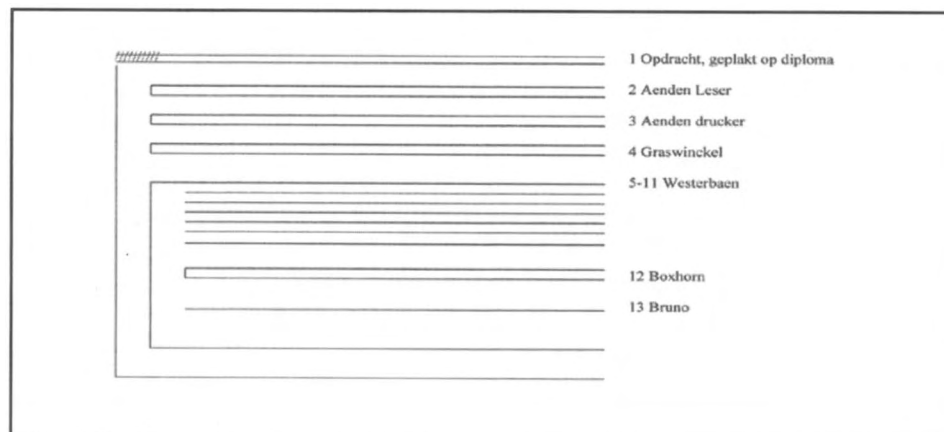 1 Opdracht, geplakt op diploma
2 Aenden Leser
3 Aenden drucker
4 Graswinckel
5-11 Westerbaen
12 Boxhorn
13 Bruno